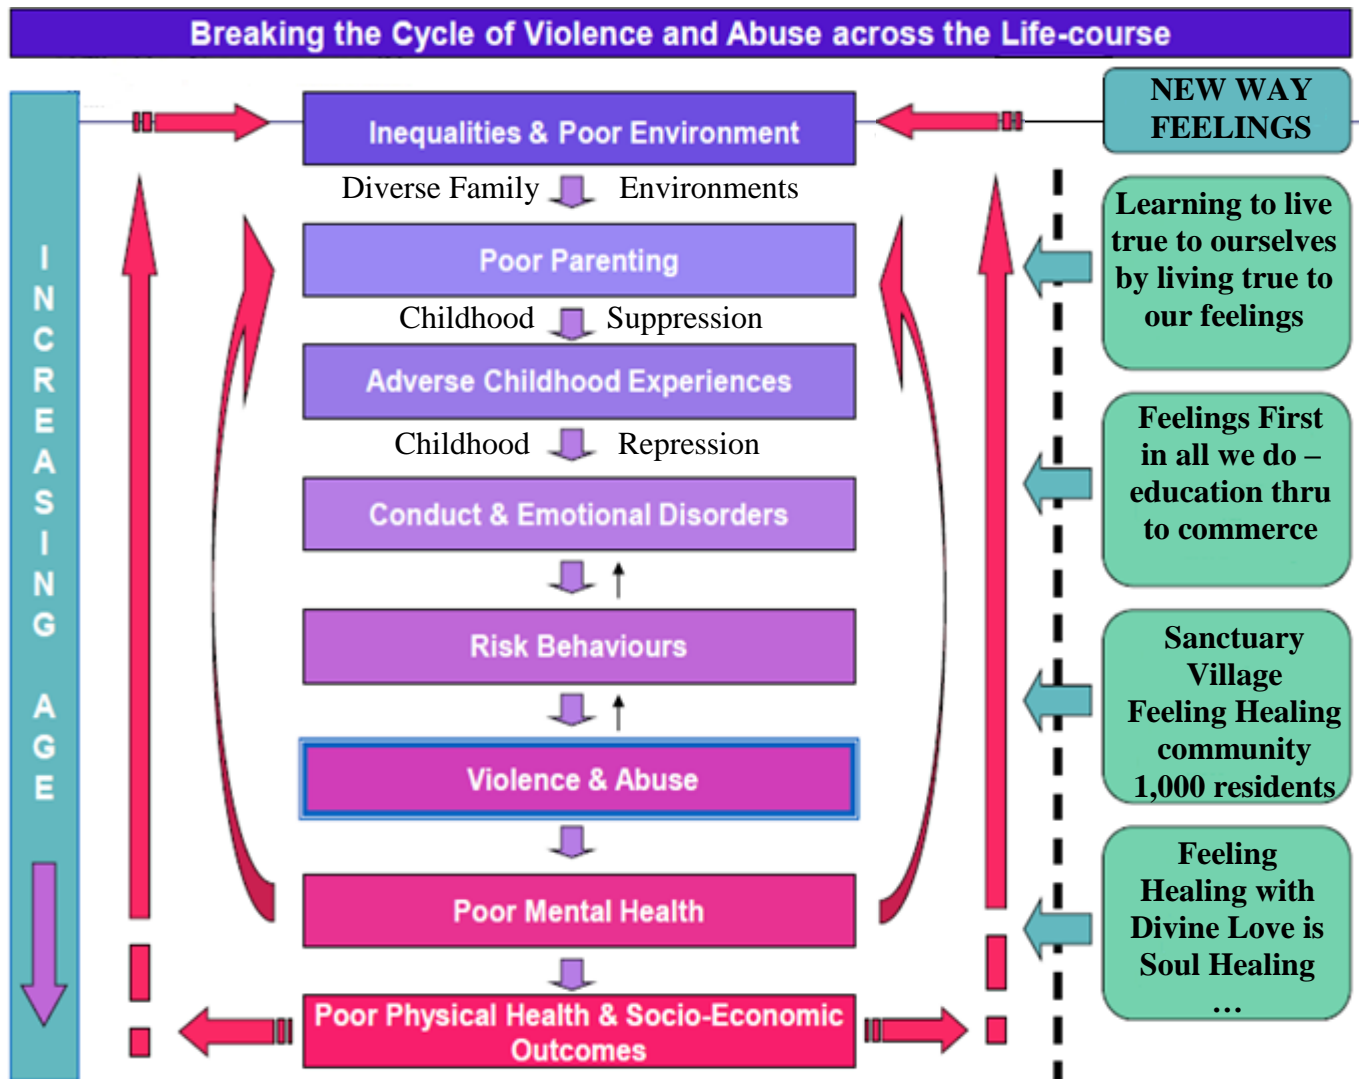 Breaking the Cycle of Violence and Abuse across the Life-course
INCREASING AGE
Inequalities & Poor Environment
Diverse Family Environments
Poor Parenting
Childhood Suppression
Adverse Childhood Experiences
Childhood Repression
Conduct & Emotional Disorders
Risk Behaviours
Violence & Abuse
Poor Mental Health
Poor Physical Health & Socio-Economic
Outcomes
NEW WAY
FEELINGS
Learning to live
true to ourselves
by living true to
our feelings
Feelings First
in all we do –
education thru
to commerce
Sanctuary
Village
Feeling Healing
community
1,000 residents
Feeling
Healing with
Divine Love is
Soul Healing
…